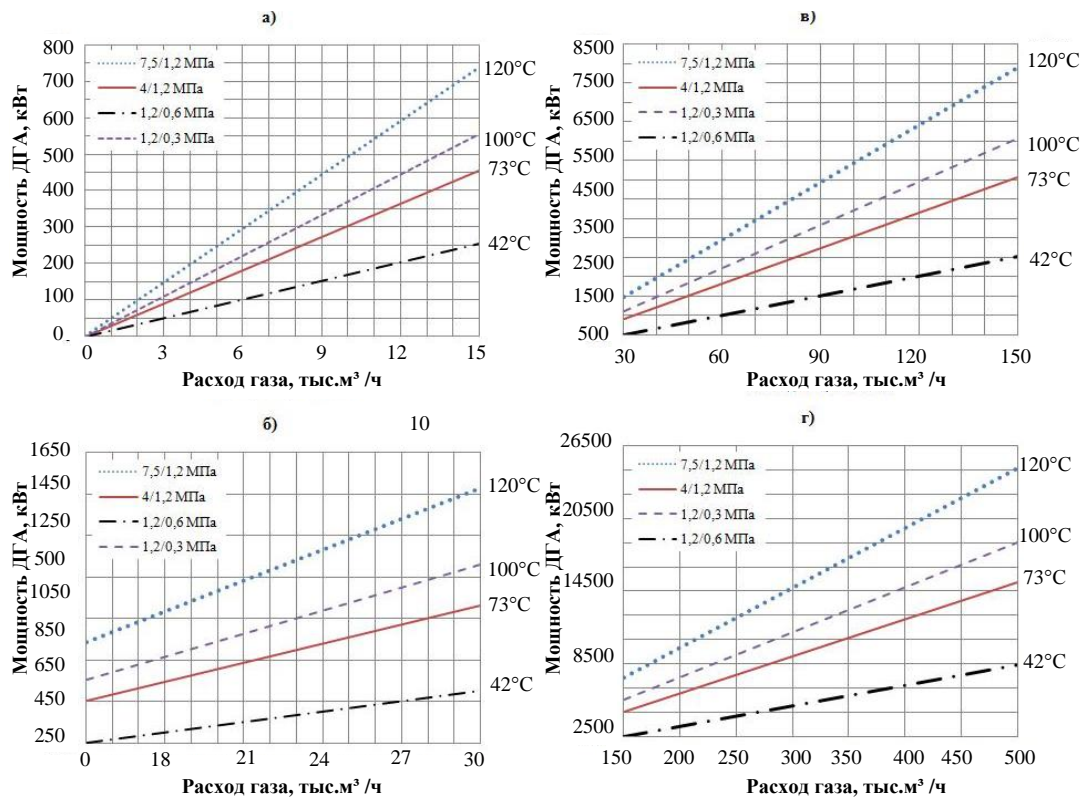 а)
Мощность ДГА, кВт
800
700
600
500
400
300
200
100
0
7,5/1,2 МПа
4/1,2 МПа
1,2/0,6 МПа
1,2/0,3 МПа
120°C
100°C
73°C
42°C
0 3 6 9 12 15
Расход газа, тыс.м³ /ч
в)
Мощность ДГА, кВт
8500
7500
6500
5500
4500
3500
2500
1500
500
7,5/1,2 МПа
4/1,2 МПа
1,2/0,3 МПа
1,2/0,6 МПа
120°C
100°C
73°C
42°C
30 60 90 120 150
Расход газа, тыс.м³ /ч
б) 10
Мощность ДГА, кВт
1650
1450
1250
500
1050
850
650
450
250
7,5/1,2 МПа
4/1,2 МПа
1,2/0,6 МПа
1,2/0,3 МПа
120°C
100°C
73°C
42°C
0 18 21 24 27 30
Расход газа, тыс.м³ /ч
г)
Мощность ДГА, кВт
26500
20500
14500
8500
2500
7,5/1,2 МПа
4/1,2 МПа
1,2/0,3 МПа
1,2/0,6 МПа
120°C
100°C
73°C
42°C
150 200 250 300 350 400 450 500
Расход газа, тыс.м³ /ч